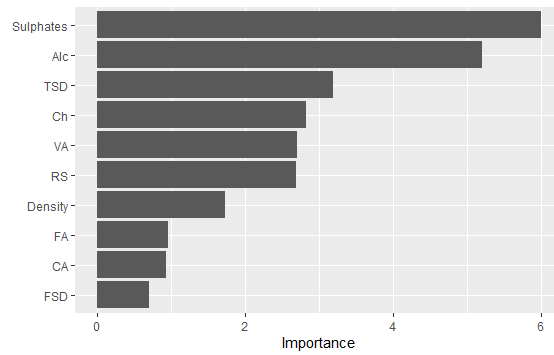 Sulphates
Alc
TSD
Ch
VA
RS
Density
FA
CA
FSD
0 2 4 6
Importance